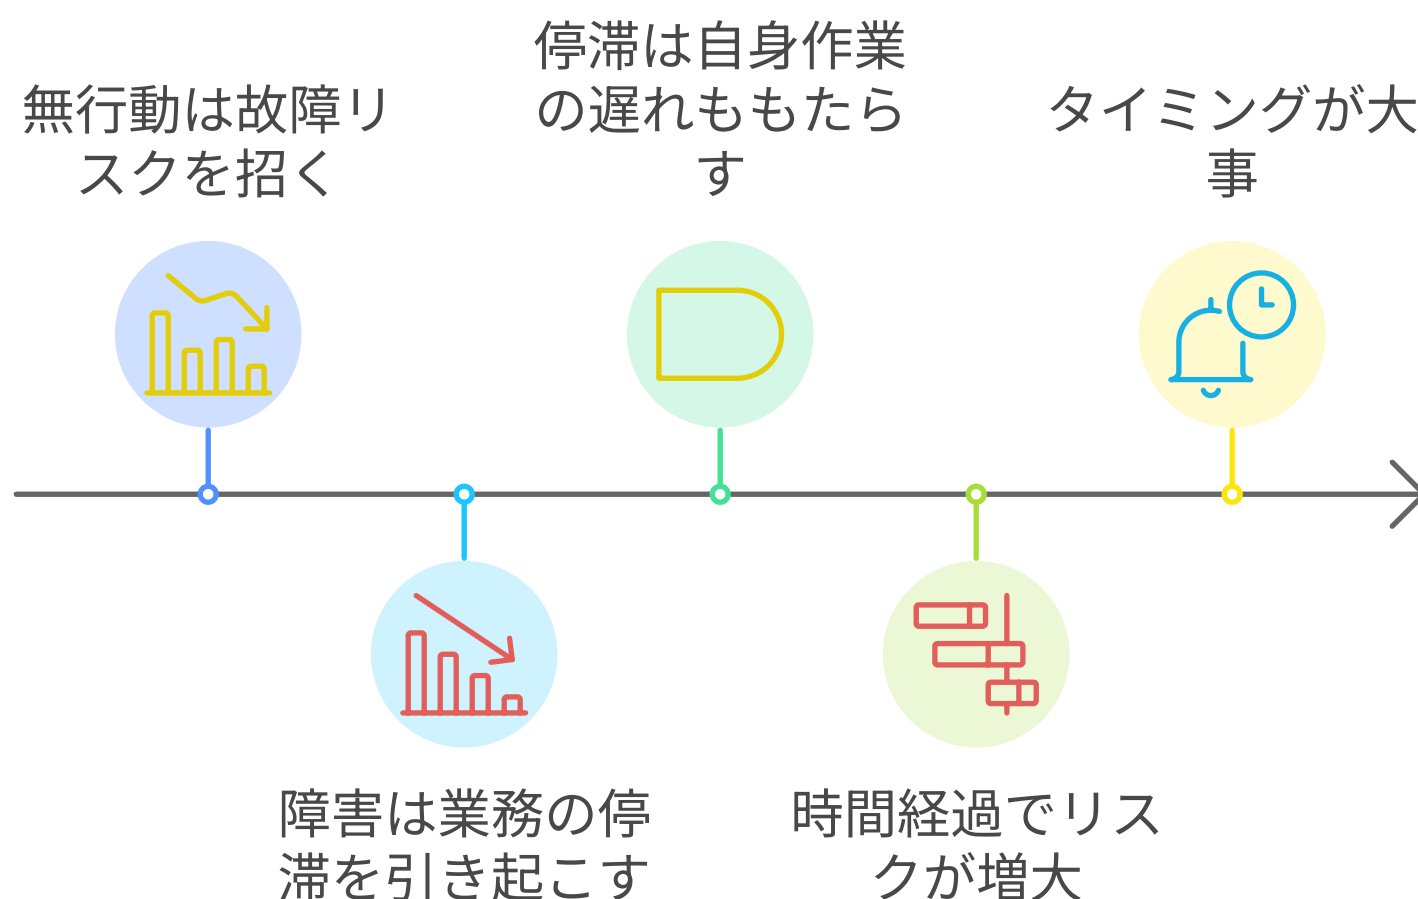 無行動は故障リ
スクを招く
障害は業務の停
滞を引き起こす
停滞は自身作業
の遅れももたら
す
時間経過でリス
クが増大
タイミングが大
事